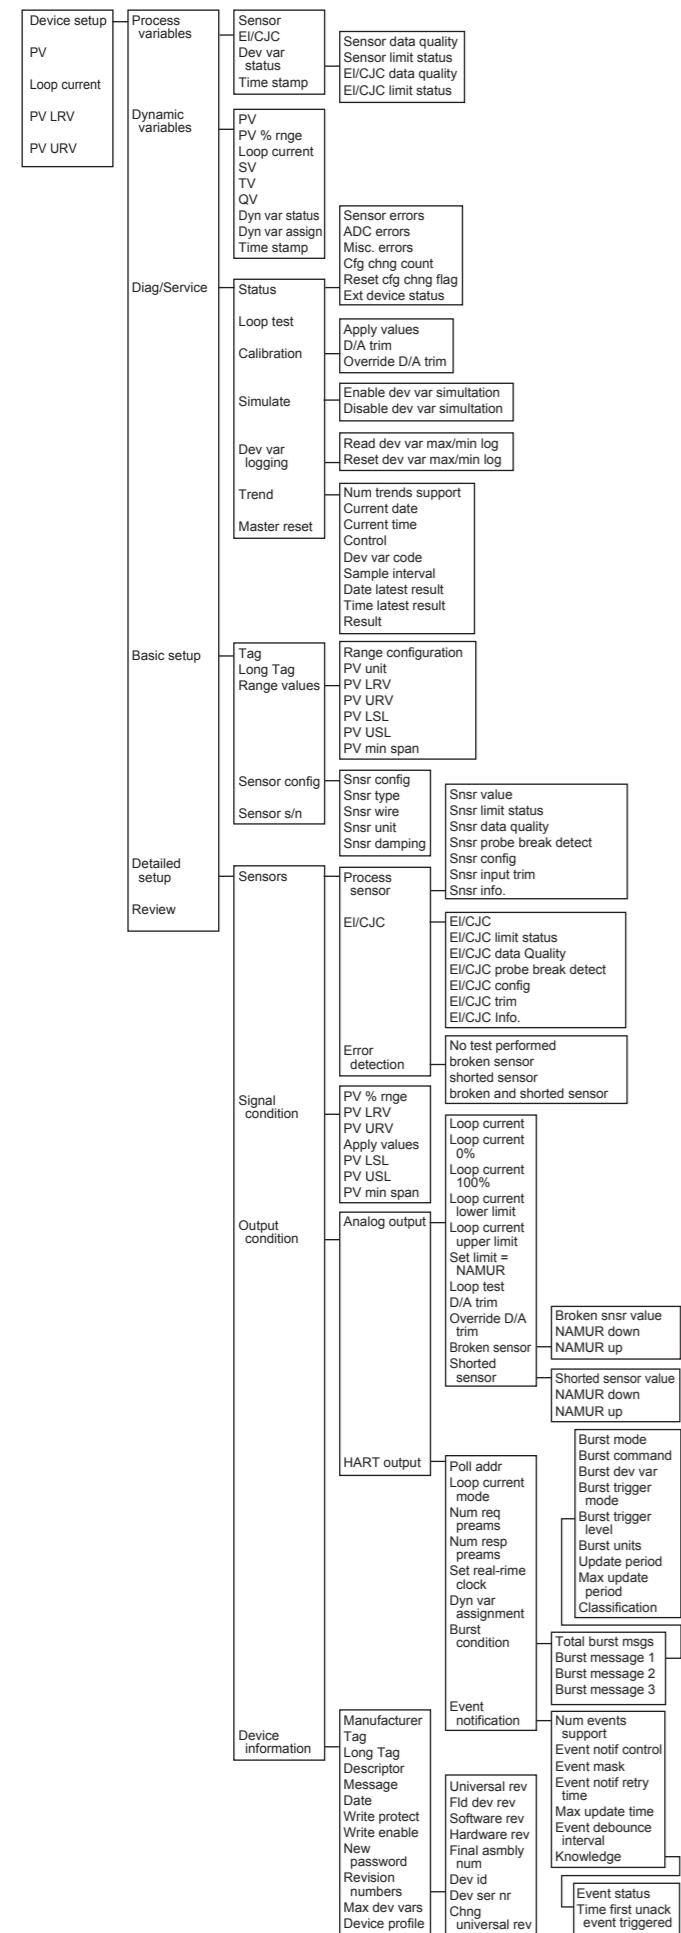 Device setup
PV
Loop current
PV LRV
PV URV
Process
variables
Dynamic
variables
Diag/Service
Basic setup
Detailed
setup
Review
Sensor
EI/CJC
Dev var
status
Time stamp
Sensor data quality
Sensor limit status
EI/CJC data quality
EI/CJC limit status
PV
PV % rnge
Loop current
SV
TV
QV
Dyn var status
Dyn var assign
Time stamp
Status
Loop test
Calibration
Simulate
Dev var
logging
Trend
Master reset
Sensor errors
ADC errors
Misc. errors
Cfg chng count
Reset cfg chng flag
Ext device status
Apply values
D/A trim
Override D/A trim
Enable dev var simultation
Disable dev var simultation
Read dev var max/min log
Reset dev var max/min log
Num trends support
Current date
Current time
Control
Dev var code
Sample interval
Date latest result
Time latest result
Result
Tag
Long Tag
Range values
Sensor config
Sensor s/n
Range configuration
PV unit
PV LRV
PV URV
PV LSL
PV USL
PV min span
Snsr config
Snsr type
Snsr wire
Snsr unit
Snsr damping
Sensors
Signal
condition
Output
condition
Device
information
Process
sensor
EI/CJC
Error
detection
Snsr value
Snsr limit status
Snsr data quality
Snsr probe break detect
Snsr config
Snsr input trim
Snsr info.
EI/CJC
EI/CJC limit status
EI/CJC data Quality
EI/CJC probe break detect
EI/CJC config
EI/CJC trim
EI/CJC Info.
No test performed
broken sensor
shorted sensor
broken and shorted sensor
PV % rnge
PV LRV
PV URV
Apply values
PV LSL
PV USL
PV min span
Analog output
HART output
Loop current
Loop current
0%
Loop current
100%
Loop current
lower limit
Loop current
upper limit
Set limit =
NAMUR
Loop test
D/A trim
Override D/A
trim
Broken sensor
Shorted
sensor
Broken snsr value
NAMUR down
NAMUR up
Shorted sensor value
NAMUR down
NAMUR up
Poll addr
Loop current
mode
Num req
preams
Num resp
preams
Set real-rime
clock
Dyn var
assignment
Burst
condition
Event
notification
Burst mode
Burst command
Burst dev var
Burst trigger
mode
Burst trigger
level
Burst units
Update period
Max update
period
Classification
Total burst msgs
Burst message 1
Burst message 2
Burst message 3
Num events
support
Event notif control
Event mask
Event notif retry
time
Max update time
Event debounce
interval
Knowledge
Event status
Time first unack
event triggered
Manufacturer
Tag
Long Tag
Descriptor
Message
Date
Write protect
Write enable
New
password
Revision
numbers
Max dev vars
Device profile
Universal rev
Fld dev rev
Software rev
Hardware rev
Final asmbly
num
Dev id
Dev ser nr
Chng
universal rev